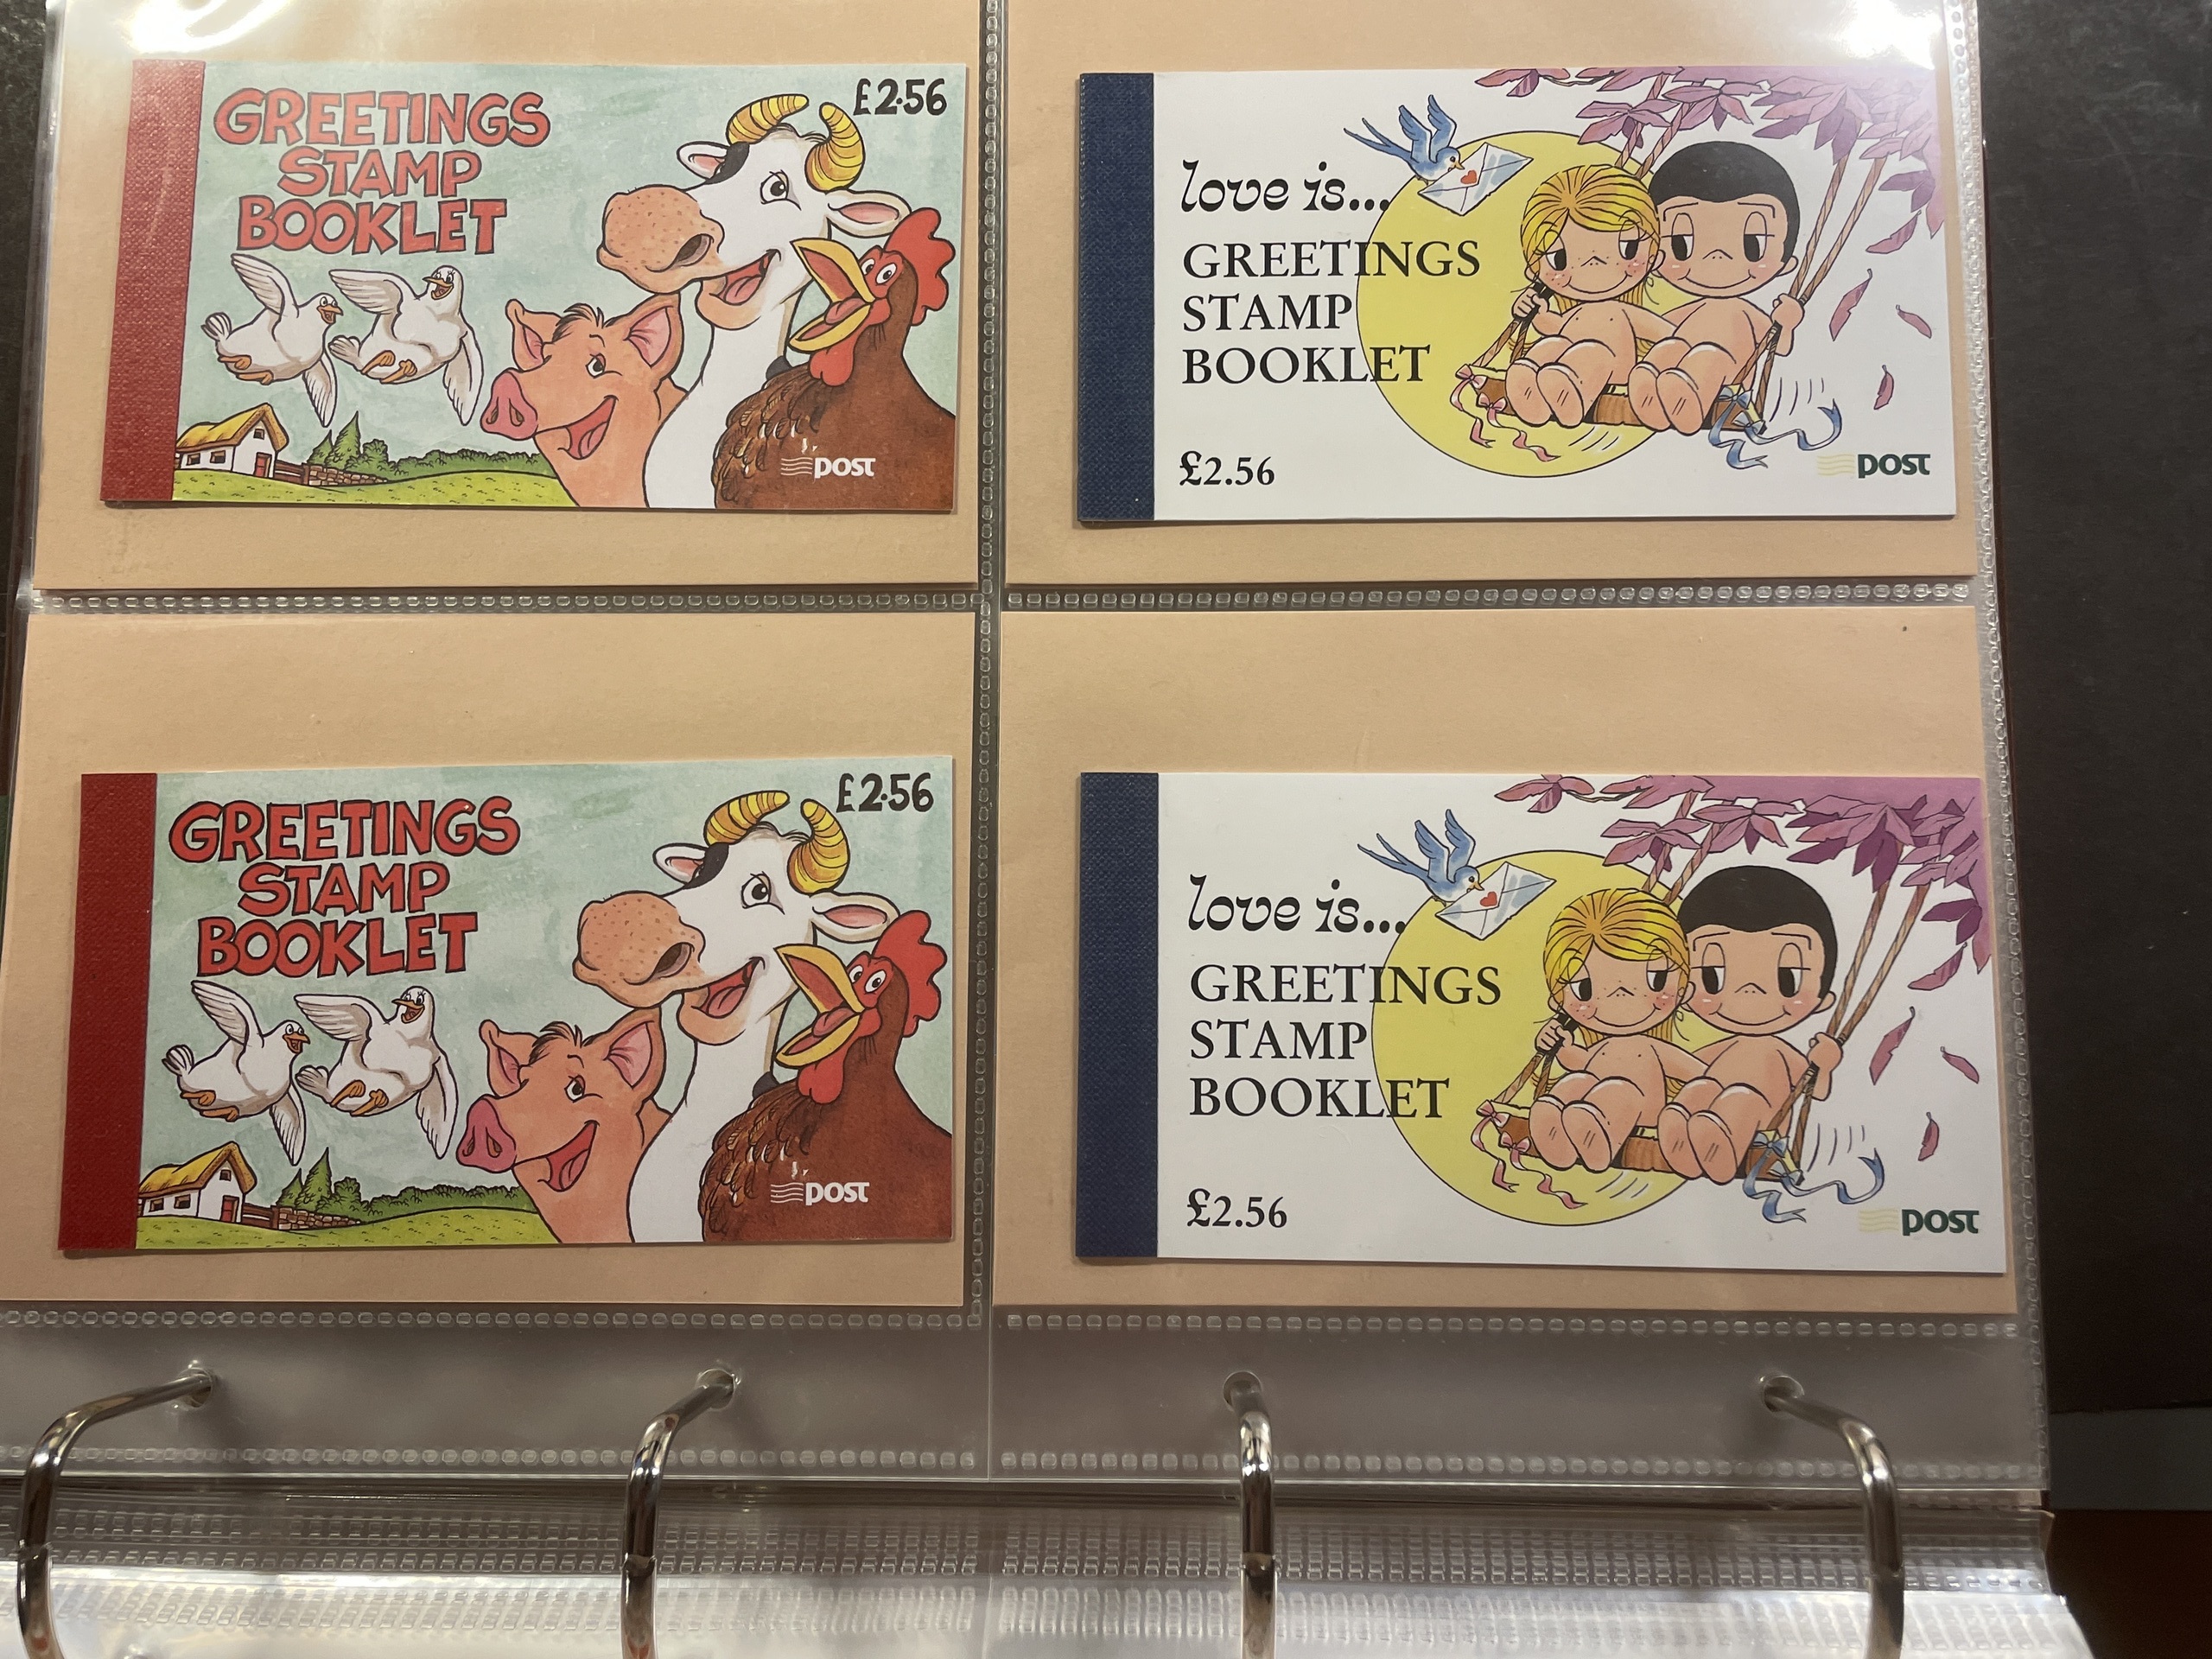 GREETINGS
STAMP
BOOKLET
£2·56
post
love is...
GREETINGS
STAMP
BOOKLET
£2.56
post
GREETINGS
STAMP
BOOKLET
£2·56
post
love is...
GREETINGS
STAMP
BOOKLET
£2.56
post